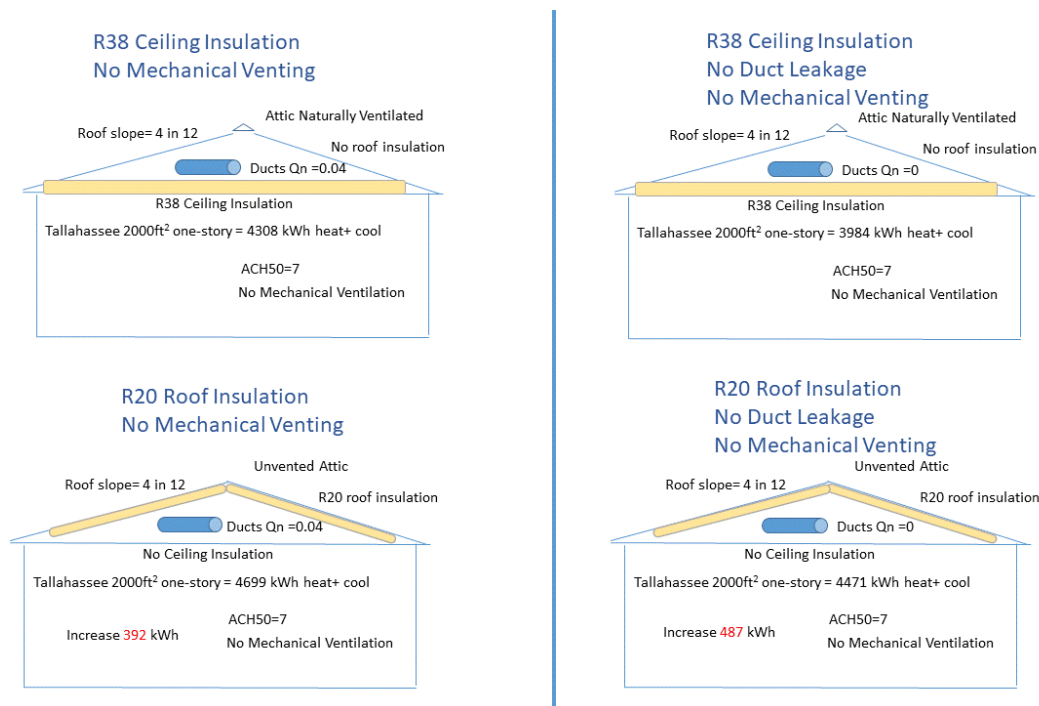 R38 Ceiling Insulation
No Mechanical Venting
Attic Naturally Ventilated
Roof slope= 4 in 12
No roof insulation
Ducts Qn =0.04
R38 Ceiling Insulation
Tallahassee 2000ft² one-story = 4308 kWh heat+ cool
ACH50=7
No Mechanical Ventilation
R20 Roof Insulation
No Mechanical Venting
Unvented Attic
Roof slope= 4 in 12
R20 roof insulation
Ducts Qn =0.04
No Ceiling Insulation
Tallahassee 2000ft² one-story = 4699 kWh heat+ cool
ACH50=7
Increase 392 kWh
No Mechanical Ventilation
R38 Ceiling Insulation
No Duct Leakage
No Mechanical Venting
Attic Naturally Ventilated
Roof slope= 4 in 12
No roof insulation
Ducts Qn =0
R38 Ceiling Insulation
Tallahassee 2000ft² one-story = 3984 kWh heat+ cool
ACH50=7
No Mechanical Ventilation
R20 Roof Insulation
No Duct Leakage
No Mechanical Venting
Unvented Attic
Roof slope= 4 in 12
R20 roof insulation
Ducts Qn =0
No Ceiling Insulation
Tallahassee 2000ft² one-story = 4471 kWh heat+ cool
ACH50=7
Increase 487 kWh
No Mechanical Ventilation